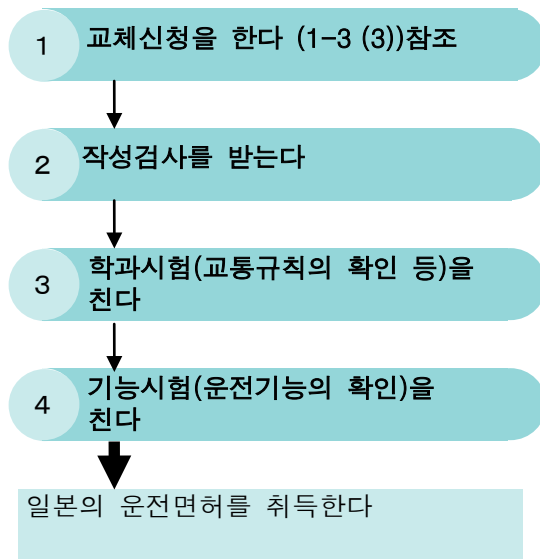 1 교체신청을 한다 (1-3 (3))참조
2 작성검사를 받는다
3 학과시험(교통규칙의 확인 등)을
친다
4 기능시험(운전기능의 확인)을
친다
일본의 운전면허를 취득한다